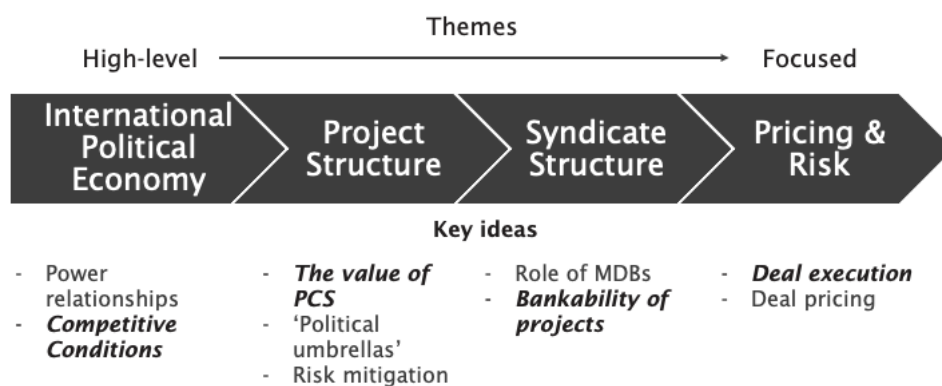 Themes
High-level
Focused
International
Political
Economy
Project
Structure
Syndicate
Structure
Pricing &
Risk
Key ideas
- Power
relationships
- Competitive
Conditions
- The value of
PCS
- ‘Political
umbrellas’
- Risk mitigation
- Role of MDBs
- Bankability of
projects
- Deal execution
- Deal pricing